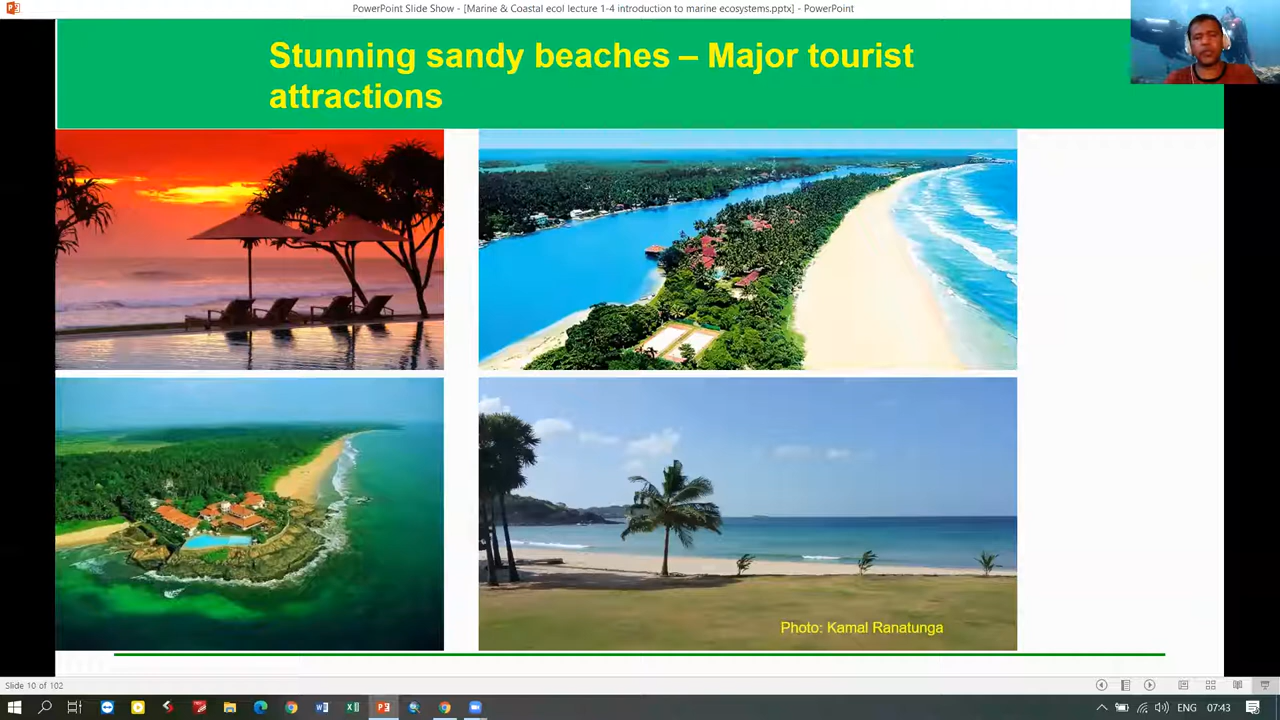 PowerPoint Slide Show - [Marine & Coastal ecol lecture 1-4 introduction to marine ecosystems.pptx] - PowerPoint
Stunning sandy beaches – Major tourist
attractions
Photo: Kamal Ranatunga
Slide 10 of 102
ENG
07:43